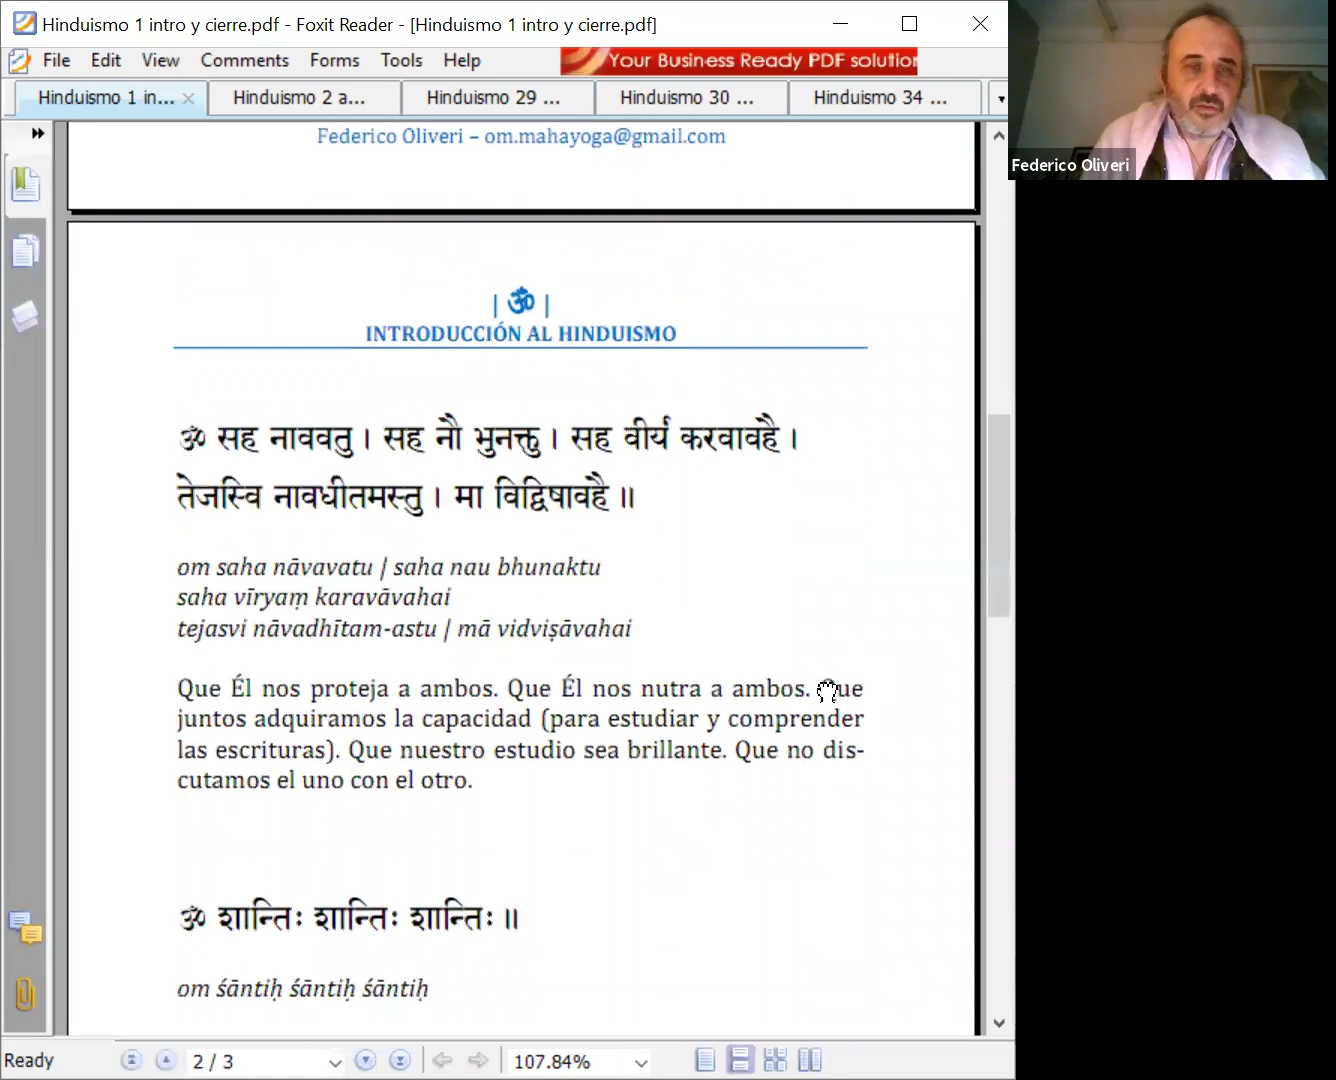 Hinduismo 1 intro y cierre.pdf - Foxit Reader - [Hinduismo 1 intro y cierre.pdf]
File Edit View Comments Forms Tools Help
Your Business Ready PDF solution
Hinduismo 1 in... Hinduismo 2 a... Hinduismo 29 ... Hinduismo 30 ... Hinduismo 34 ...
Federico Oliveri – om.mahayoga@gmail.com
Federico Oliveri
| ॐ |
INTRODUCCIÓN AL HINDUISMO
ॐ सह नाववतु । सह नौ भुनक्तु । सह वीर्यं करवावहै ।
तेजस्वि नावधीतमस्तु । मा विद्विषावहै ॥
om saha nāvavatu | saha nau bhunaktu
saha vīryaṃ karavāvahai
tejasvi nāvadhītam-astu | mā vidviṣāvahai
Que Él nos proteja a ambos. Que Él nos nutra a ambos. Que
juntos adquiramos la capacidad (para estudiar y comprender
las escrituras). Que nuestro estudio sea brillante. Que no dis-
cutamos el uno con el otro.
ॐ शान्तिः शान्तिः शान्तिः ॥
om śāntiḥ śāntiḥ śāntiḥ
Ready 2 / 3 107.84%